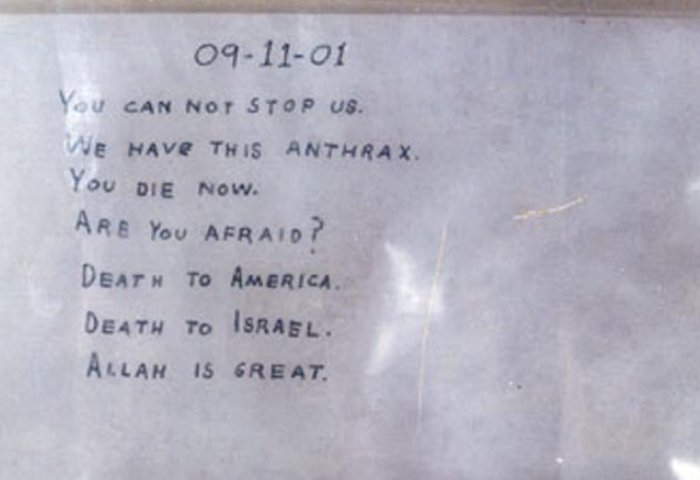 09-11-01
You can not stop us.
We have this anthrax.
You die now.
Are you afraid?
Death to America.
Death to Israel.
Allah is great.